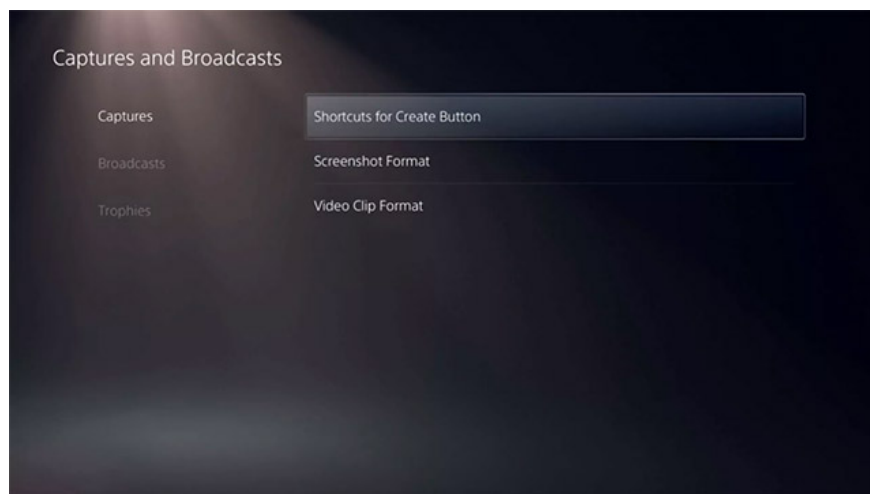 Captures and Broadcasts
Captures
Shortcuts for Create Button
Broadcasts
Screenshot Format
Trophies
Video Clip Format